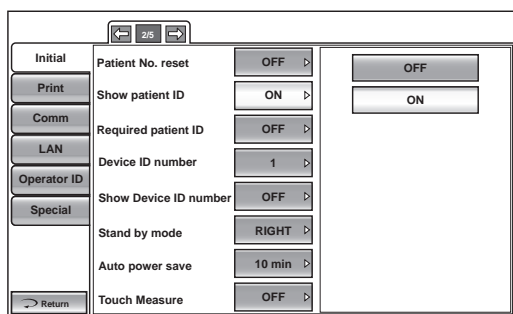 2/5
Initial
Print
Comm
LAN
Operator ID
Special
Return
Patient No. reset OFF
Show patient ID ON
Required patient ID OFF
Device ID number 1
Show Device ID number OFF
Stand by mode RIGHT
Auto power save 10 min
Touch Measure OFF
OFF
ON